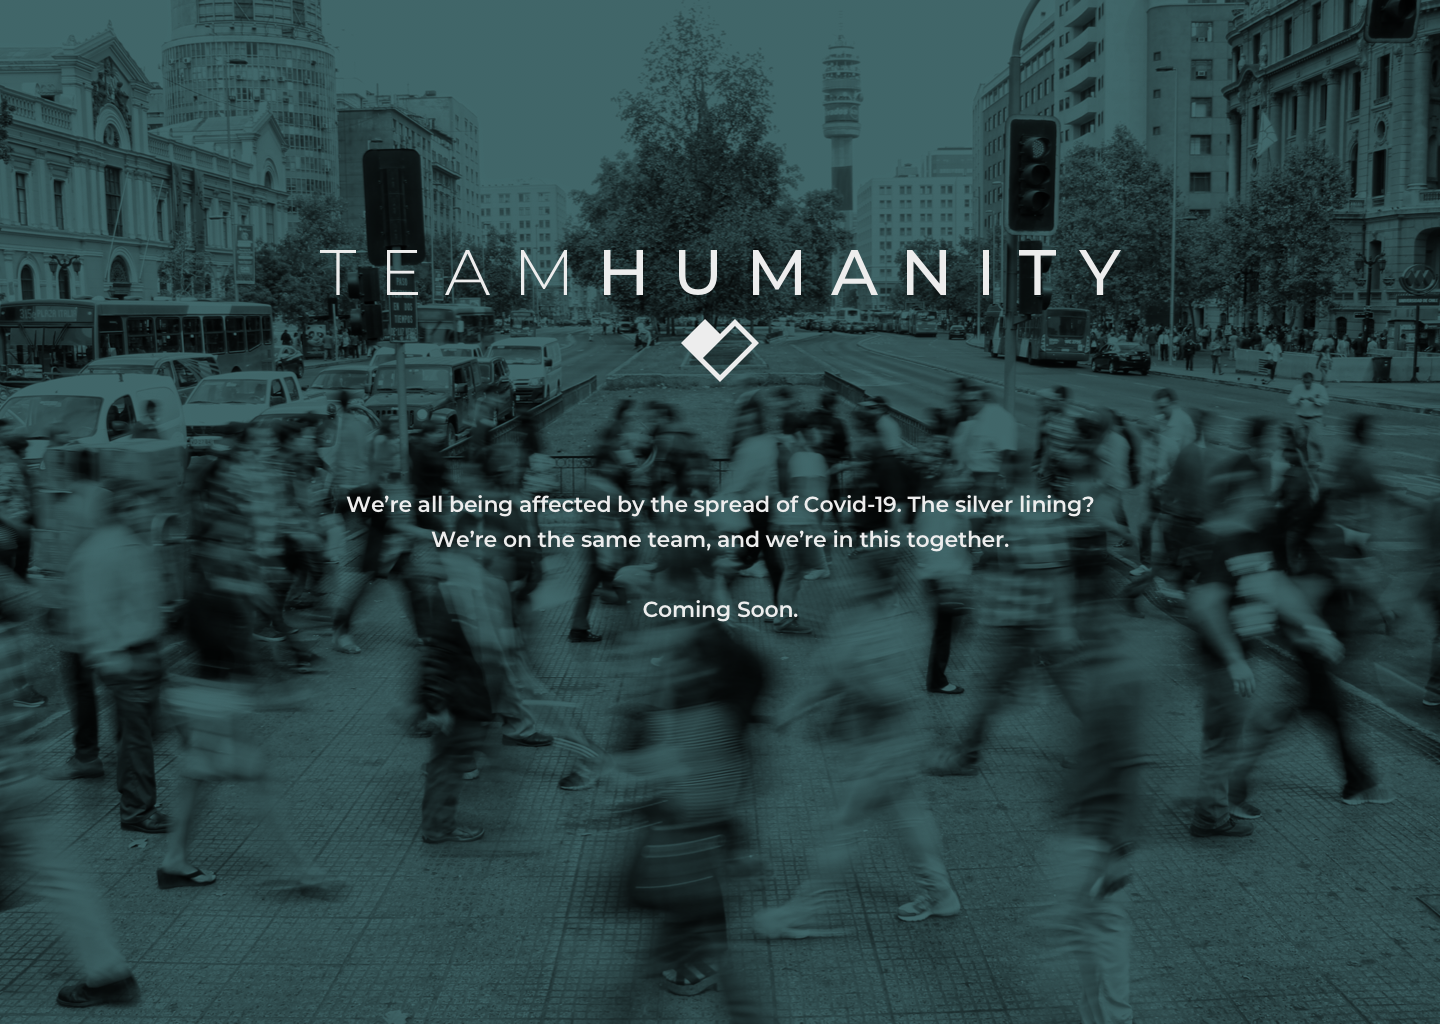 TEAMHUMANITY
We’re all being affected by the spread of Covid-19. The silver lining?
We’re on the same team, and we’re in this together.
Coming Soon.